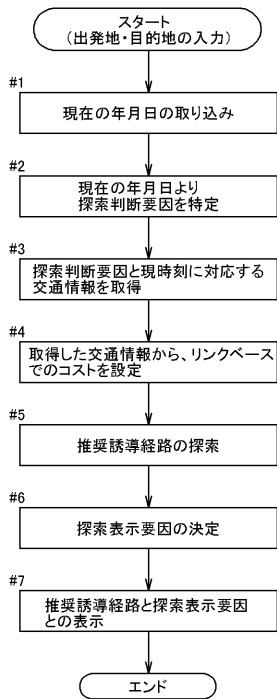 スタート
(出発地・目的地の入力)
#1
現在の年月日の取り込み
#2
現在の年月日より
探索判断要因を特定
#3
探索判断要因と現時刻に対応する
交通情報を取得
#4
取得した交通情報から、リンクベース
でのコストを設定
#5
推奨誘導経路の探索
#6
探索表示要因の決定
#7
推奨誘導経路と探索表示要因
との表示
エンド